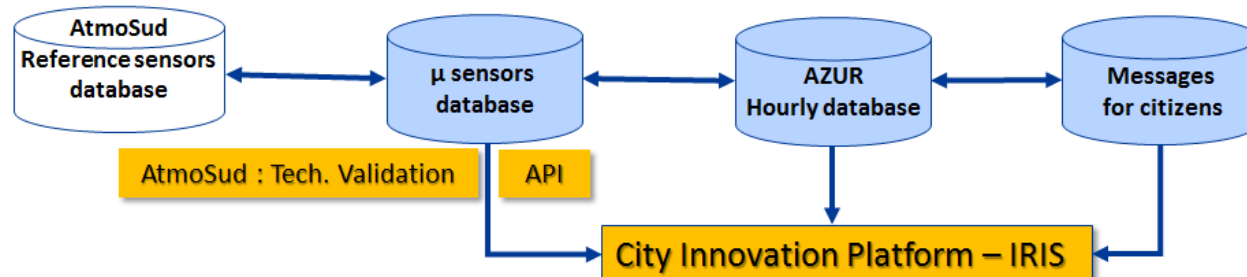 AtmoSud
Reference sensors
database
µ sensors
database
AZUR
Hourly database
Messages
for citizens
AtmoSud : Tech. Validation
API
City Innovation Platform – IRIS